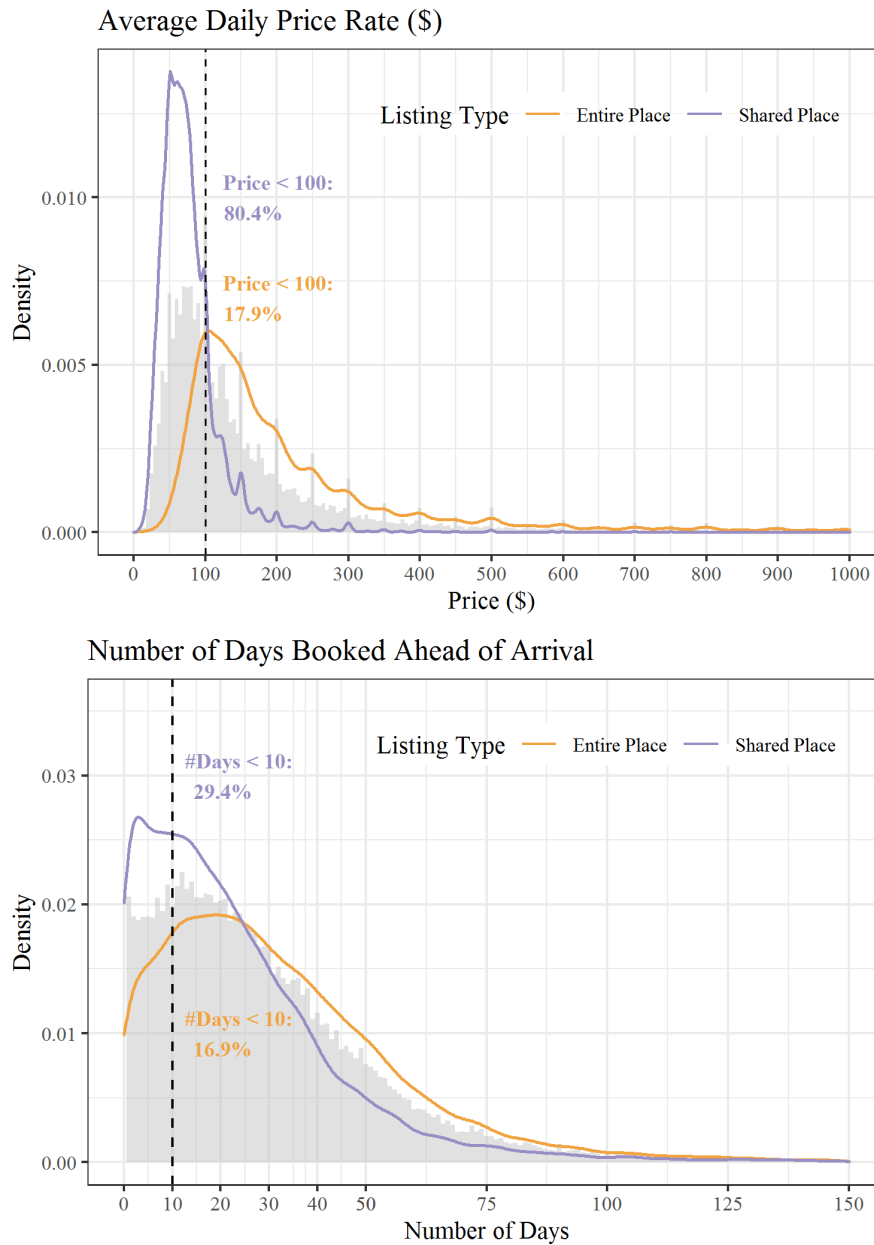 Average Daily Price Rate ($)
Listing Type Entire Place Shared Place
Price < 100:
80.4%
Price < 100:
17.9%
0.010
0.005
0.000
Density
0 100 200 300 400 500 600 700 800 900 1000
Price ($)
Number of Days Booked Ahead of Arrival
Listing Type Entire Place Shared Place
#Days < 10:
29.4%
#Days < 10:
16.9%
0.03
0.02
0.01
0.00
Density
0 10 20 30 40 50 75 100 125 150
Number of Days